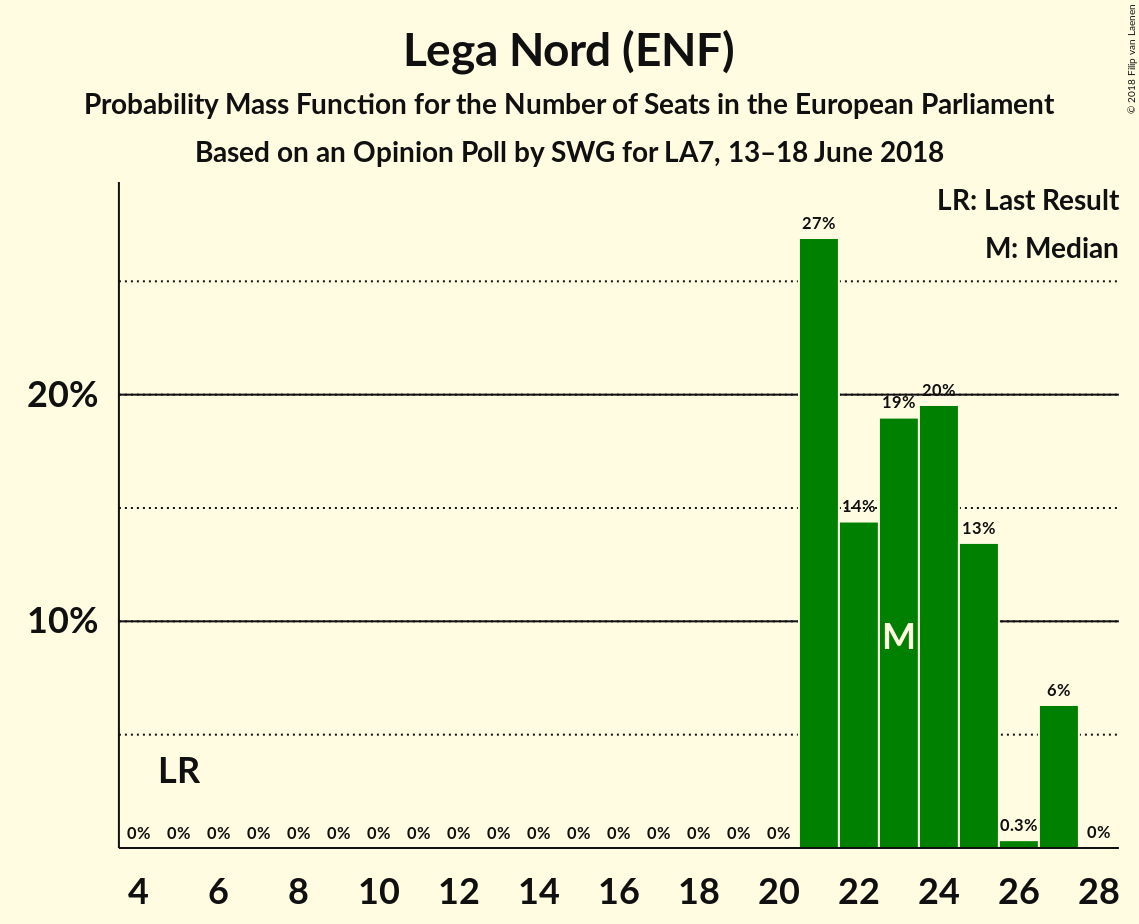 Lega Nord (ENF)
Probability Mass Function for the Number of Seats in the European Parliament
Based on an Opinion Poll by SWG for LA7, 13–18 June 2018
© 2018 Filip van Laenen
LR: Last Result
M: Median
27%
20%
20%
19%
14%
13%
10%
M
6%
LR
0% 0% 0% 0% 0% 0% 0% 0% 0% 0% 0% 0% 0% 0% 0% 0% 0% 0.3% 0%
4 6 8 10 12 14 16 18 20 22 24 26 28